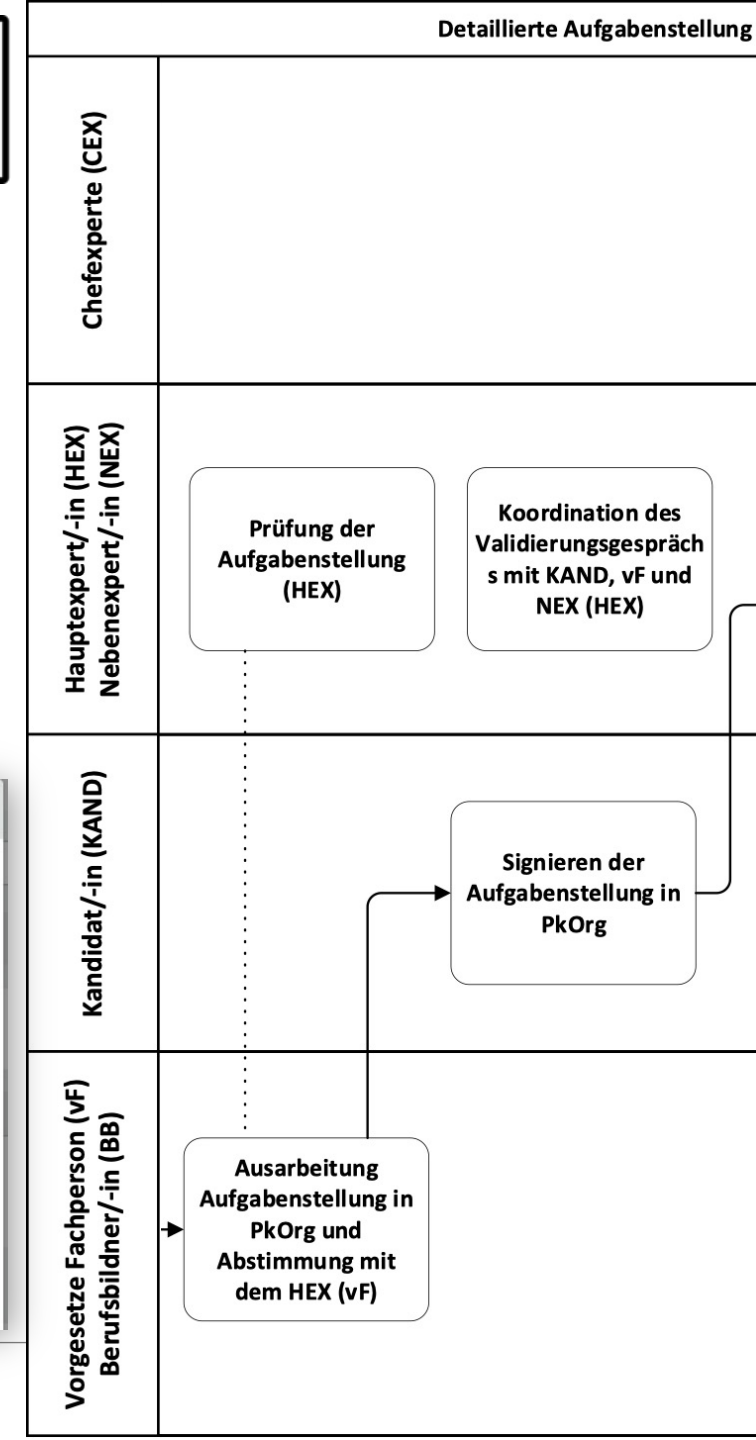 Detaillierte Aufgabenstellung
Chefexperte (CEX)
Hauptexpert/-in (HEX)
Nebenexpert/-in (NEX)
Prüfung der
Aufgabenstellung
(HEX)
Koordination des
Validierungsgespräch
s mit KAND, vF und
NEX (HEX)
Kandidat/-in (KAND)
Signieren der
Aufgabenstellung in
PkOrg
Vorgesetze Fachperson (vF)
Berufsbildner/-in (BB)
Ausarbeitung
Aufgabenstellung in
PkOrg und
Abstimmung mit
dem HEX (vF)